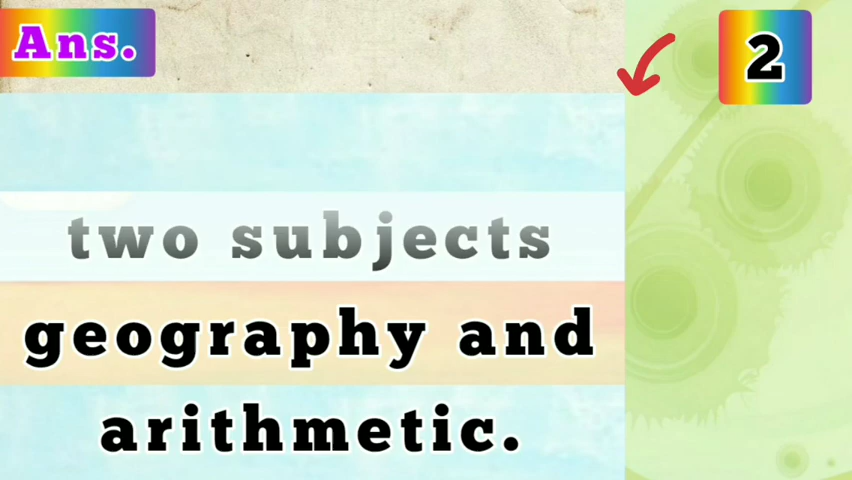 Ans.
2
two subjects
geography and
arithmetic.